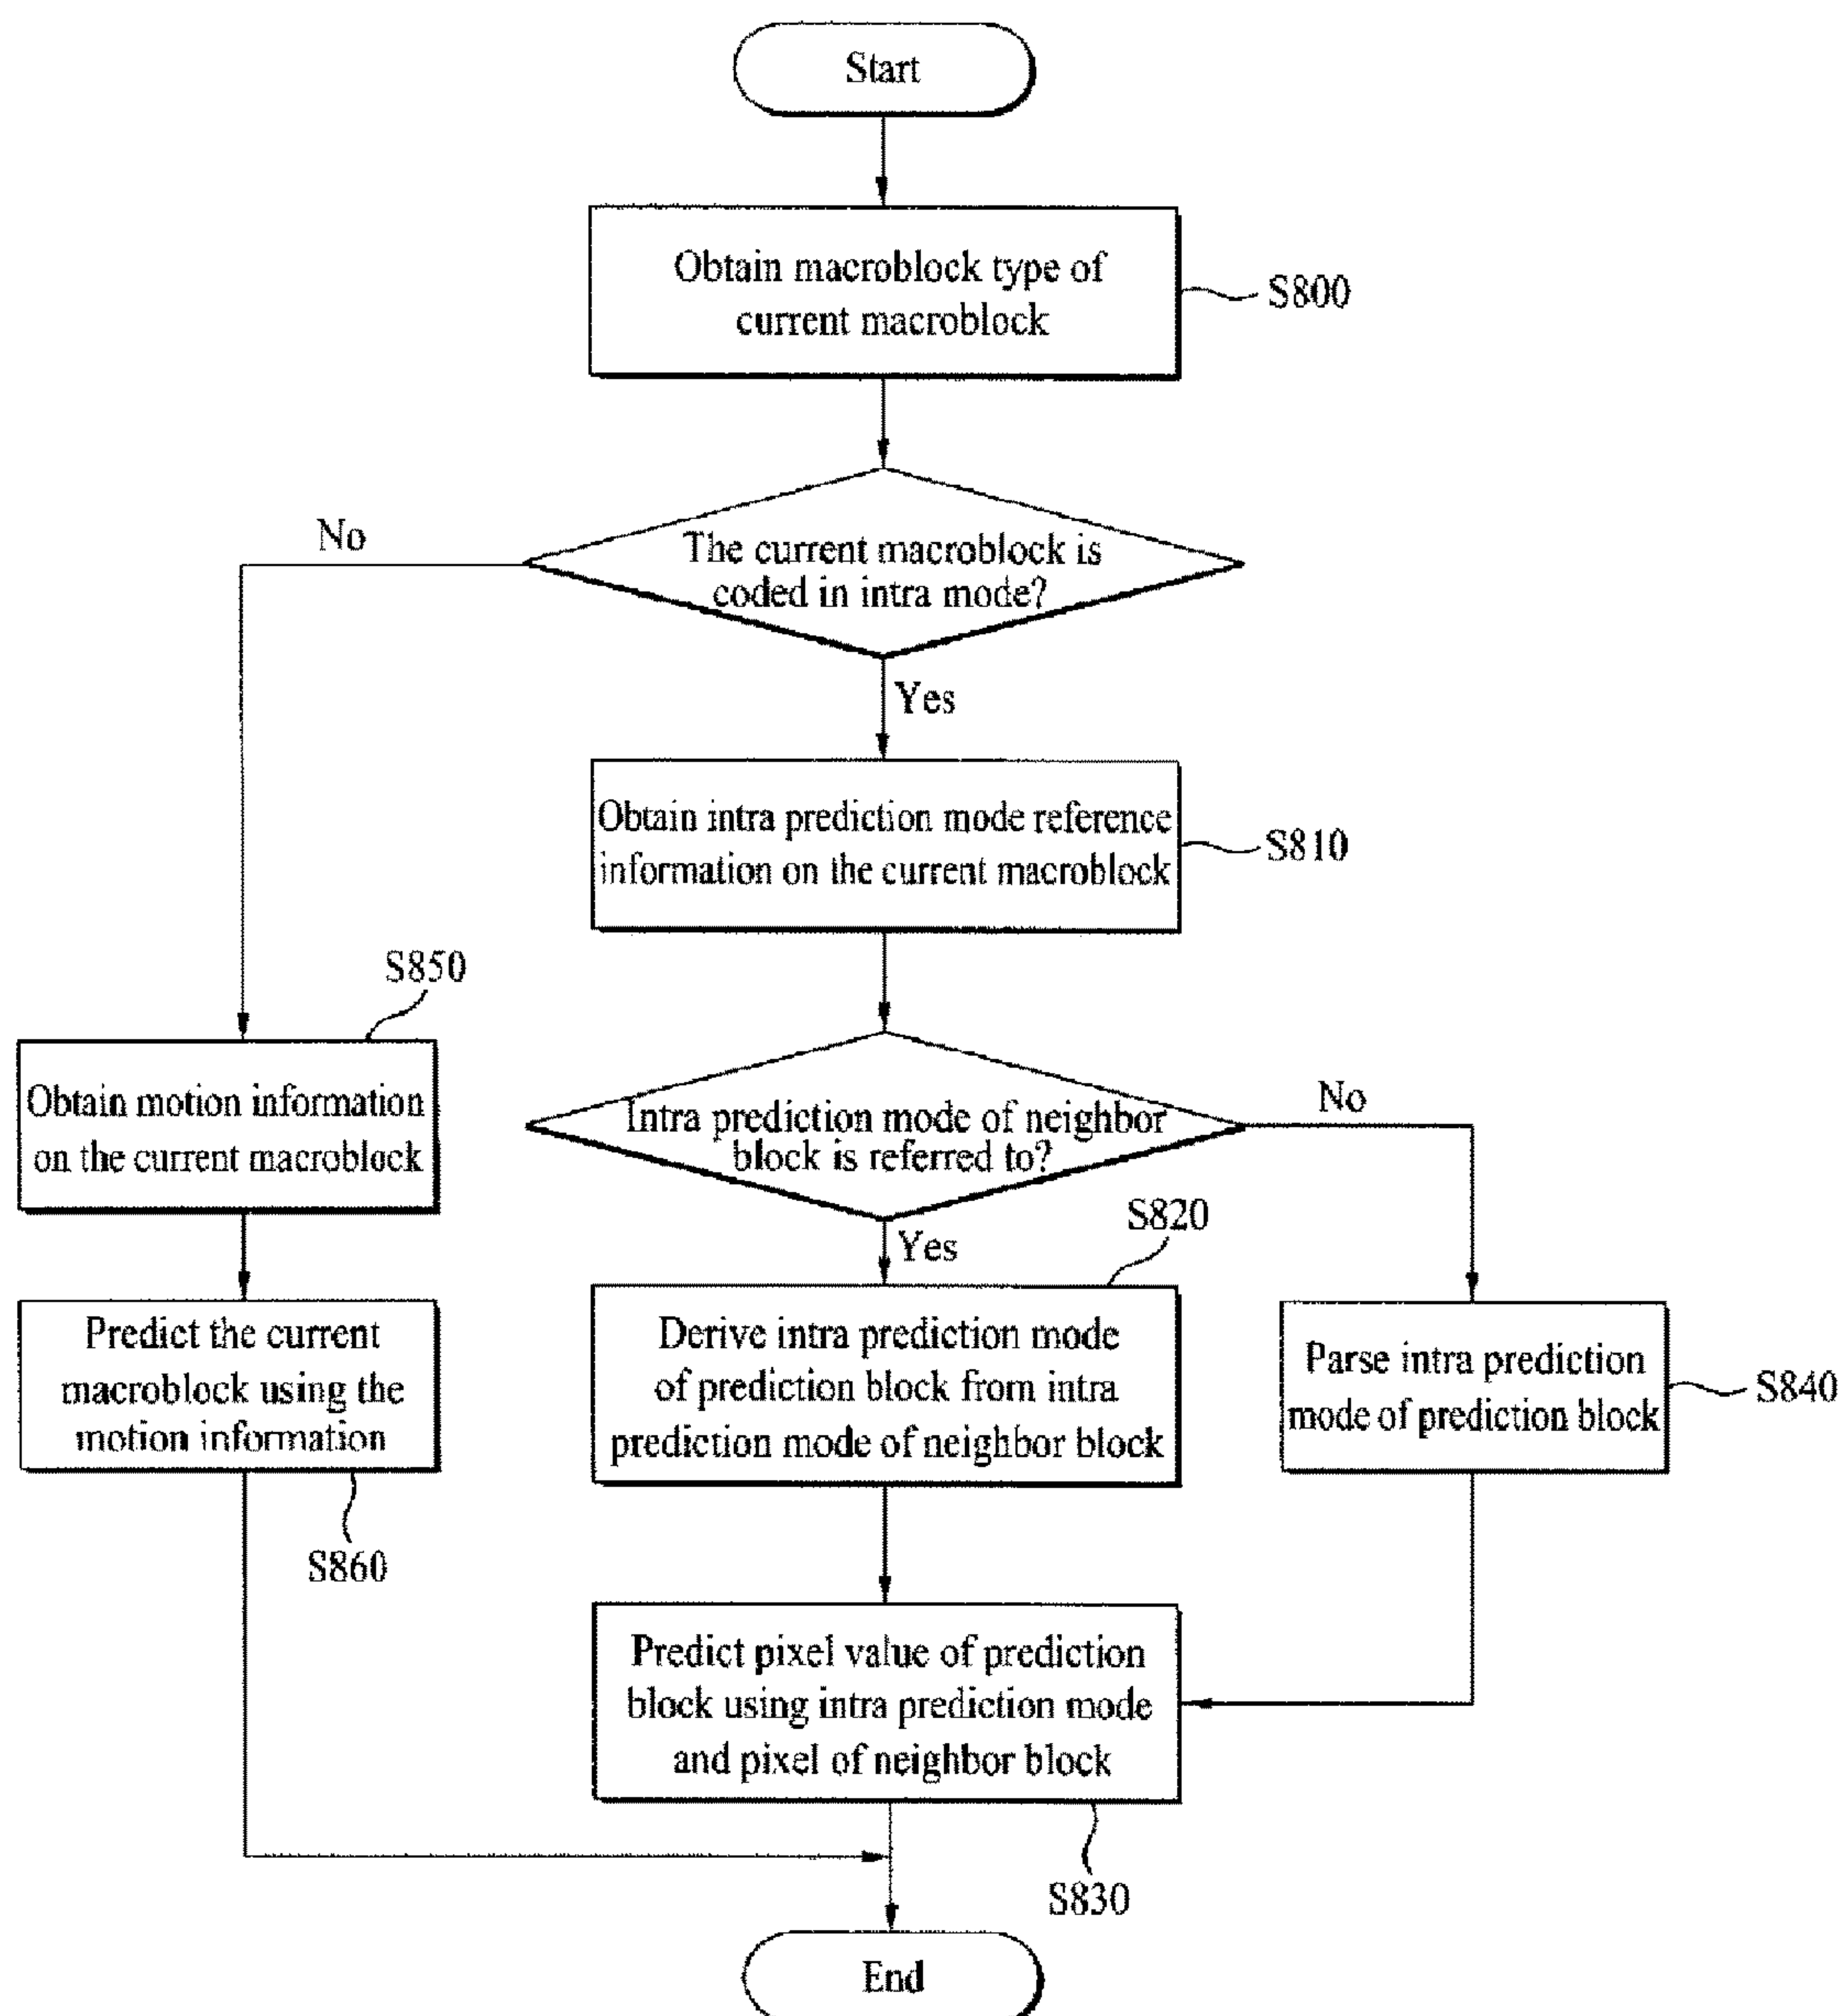 Start
Obtain macroblock type of
current macroblock
S800
The current macroblock is
coded in intra mode?
No
Yes
Obtain intra prediction mode reference
information on the current macroblock
S810
S850
Obtain motion information
on the current macroblock
Intra prediction mode of neighbor
block is referred to?
No
Yes
S820
Predict the current
macroblock using the
motion information
S860
Derive intra prediction mode
of prediction block from intra
prediction mode of neighbor block
Parse intra prediction
mode of prediction block
S840
Predict pixel value of prediction
block using intra prediction mode
and pixel of neighbor block
S830
End